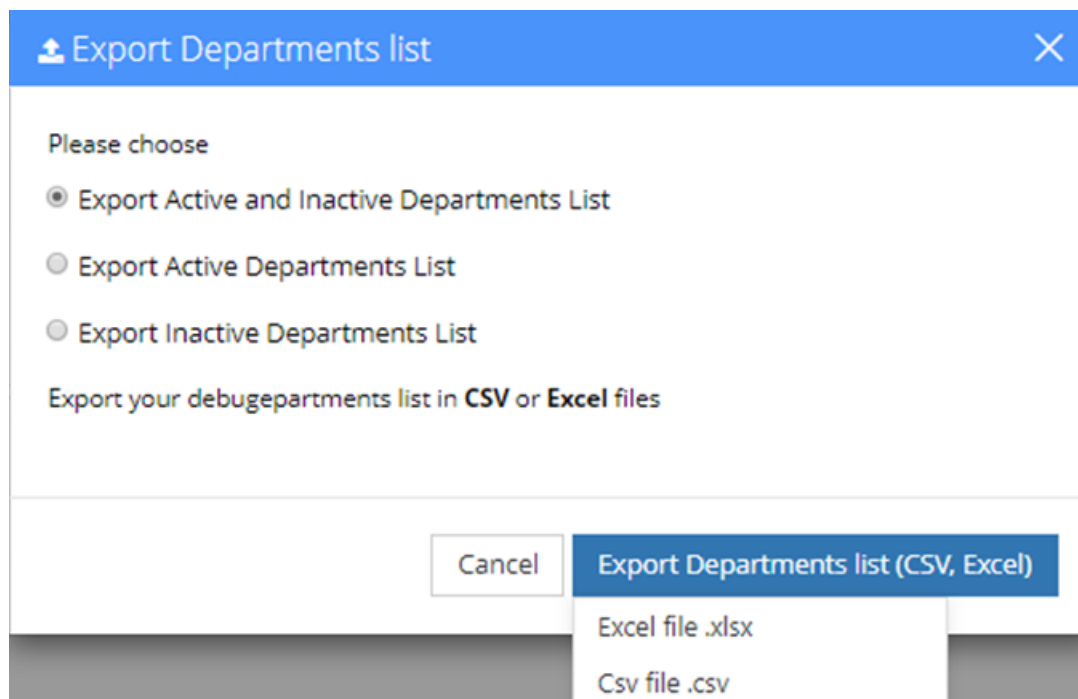 Export Departments list
Please choose
Export Active and Inactive Departments List
Export Active Departments List
Export Inactive Departments List
Export your debugepartments list in CSV or Excel files
Cancel
Export Departments list (CSV, Excel)
Excel file .xlsx
Csv file .csv